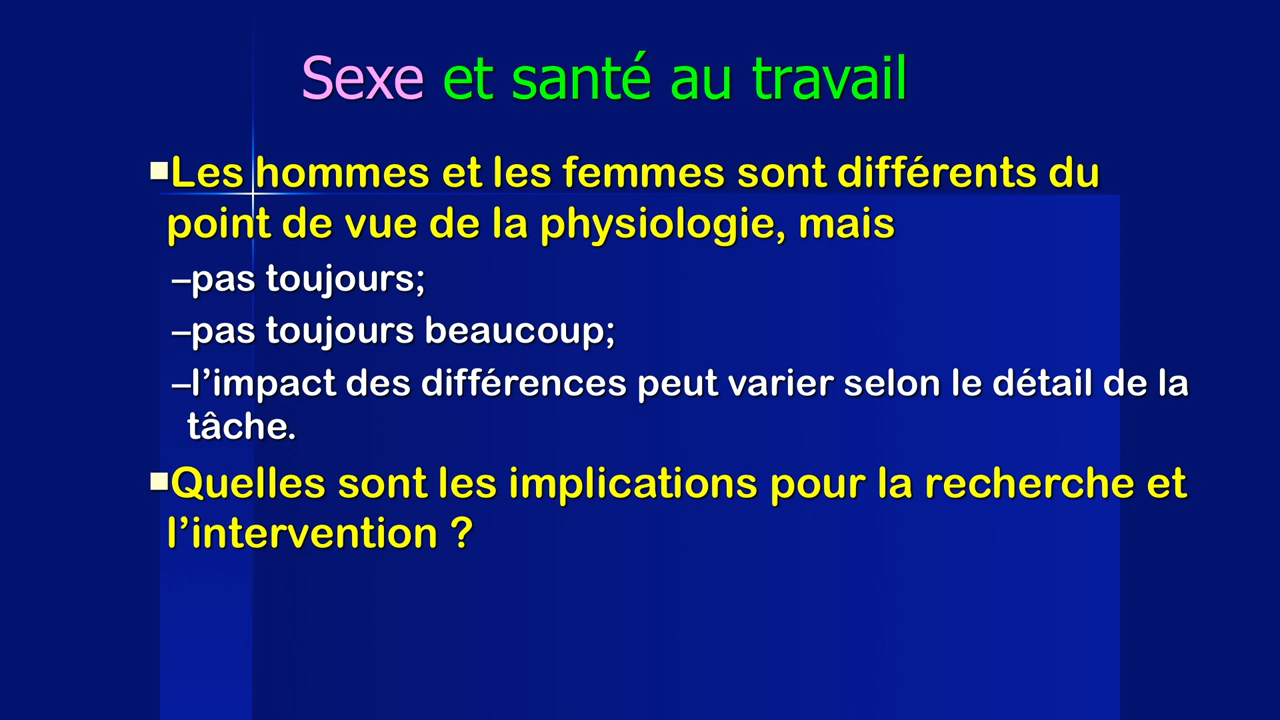 Sexe et santé au travail
■Les hommes et les femmes sont différents du
point de vue de la physiologie, mais
–pas toujours;
–pas toujours beaucoup;
–l’impact des différences peut varier selon le détail de la
tâche.
■Quelles sont les implications pour la recherche et
l’intervention ?